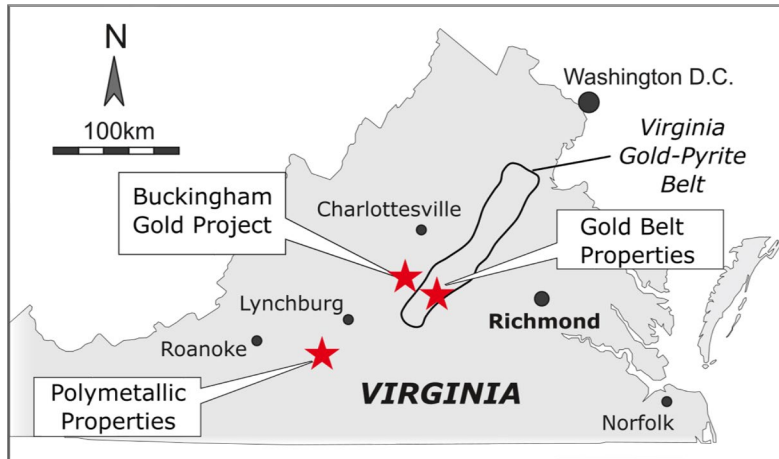 N
100km
Washington D.C.
Virginia
Gold-Pyrite
Belt
Buckingham
Gold Project
Charlottesville
Gold Belt
Properties
Lynchburg
Richmond
Roanoke
Polymetallic
Properties
VIRGINIA
Norfolk